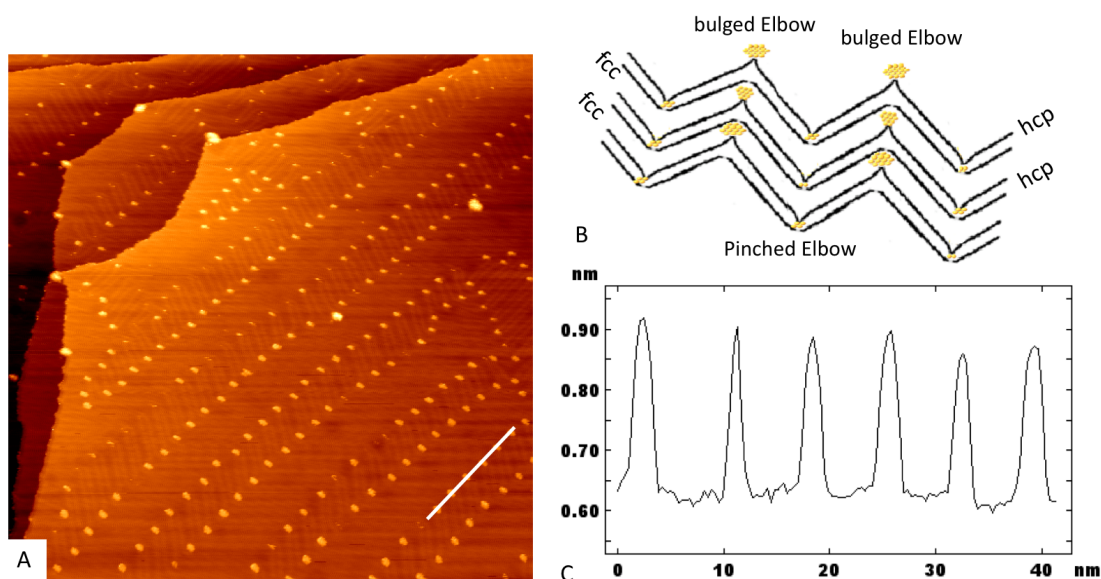 A
bulged Elbow
bulged Elbow
fcc
fcc
hcp
hcp
Pinched Elbow
B
nm
0.90
0.80
0.70
0.60
0 10 20 30 40 nm
C